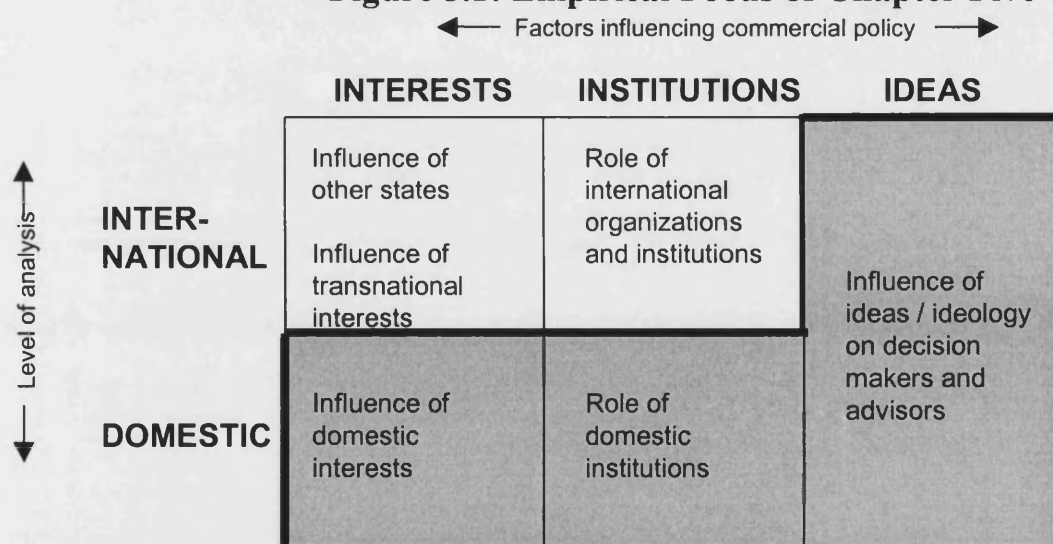 Factors influencing commercial policy
INTERESTS INSTITUTIONS IDEAS
Level of analysis
INTER-
NATIONAL
Influence of
other states
Influence of
transnational
interests
Role of
international
organizations
and institutions
Influence of
ideas / ideology
on decision
makers and
advisors
DOMESTIC
Influence of
domestic
interests
Role of
domestic
institutions